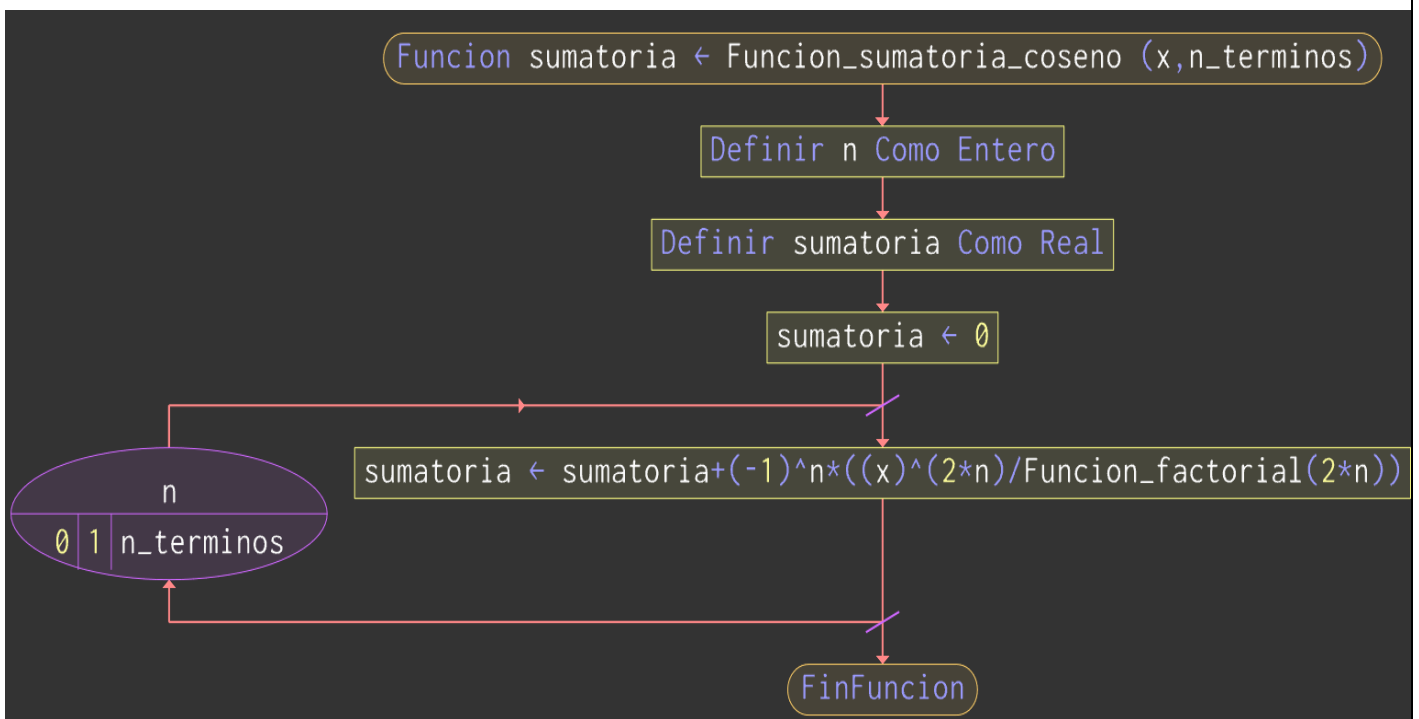 Funcion sumatoria ← Funcion_sumatoria_coseno (x,n_terminos)
Definir n Como Entero
Definir sumatoria Como Real
sumatoria ← 0
sumatoria ← sumatoria+(-1)^n*((x)^(2*n)/Funcion_factorial(2*n))
n
0 1 n_terminos
FinFuncion